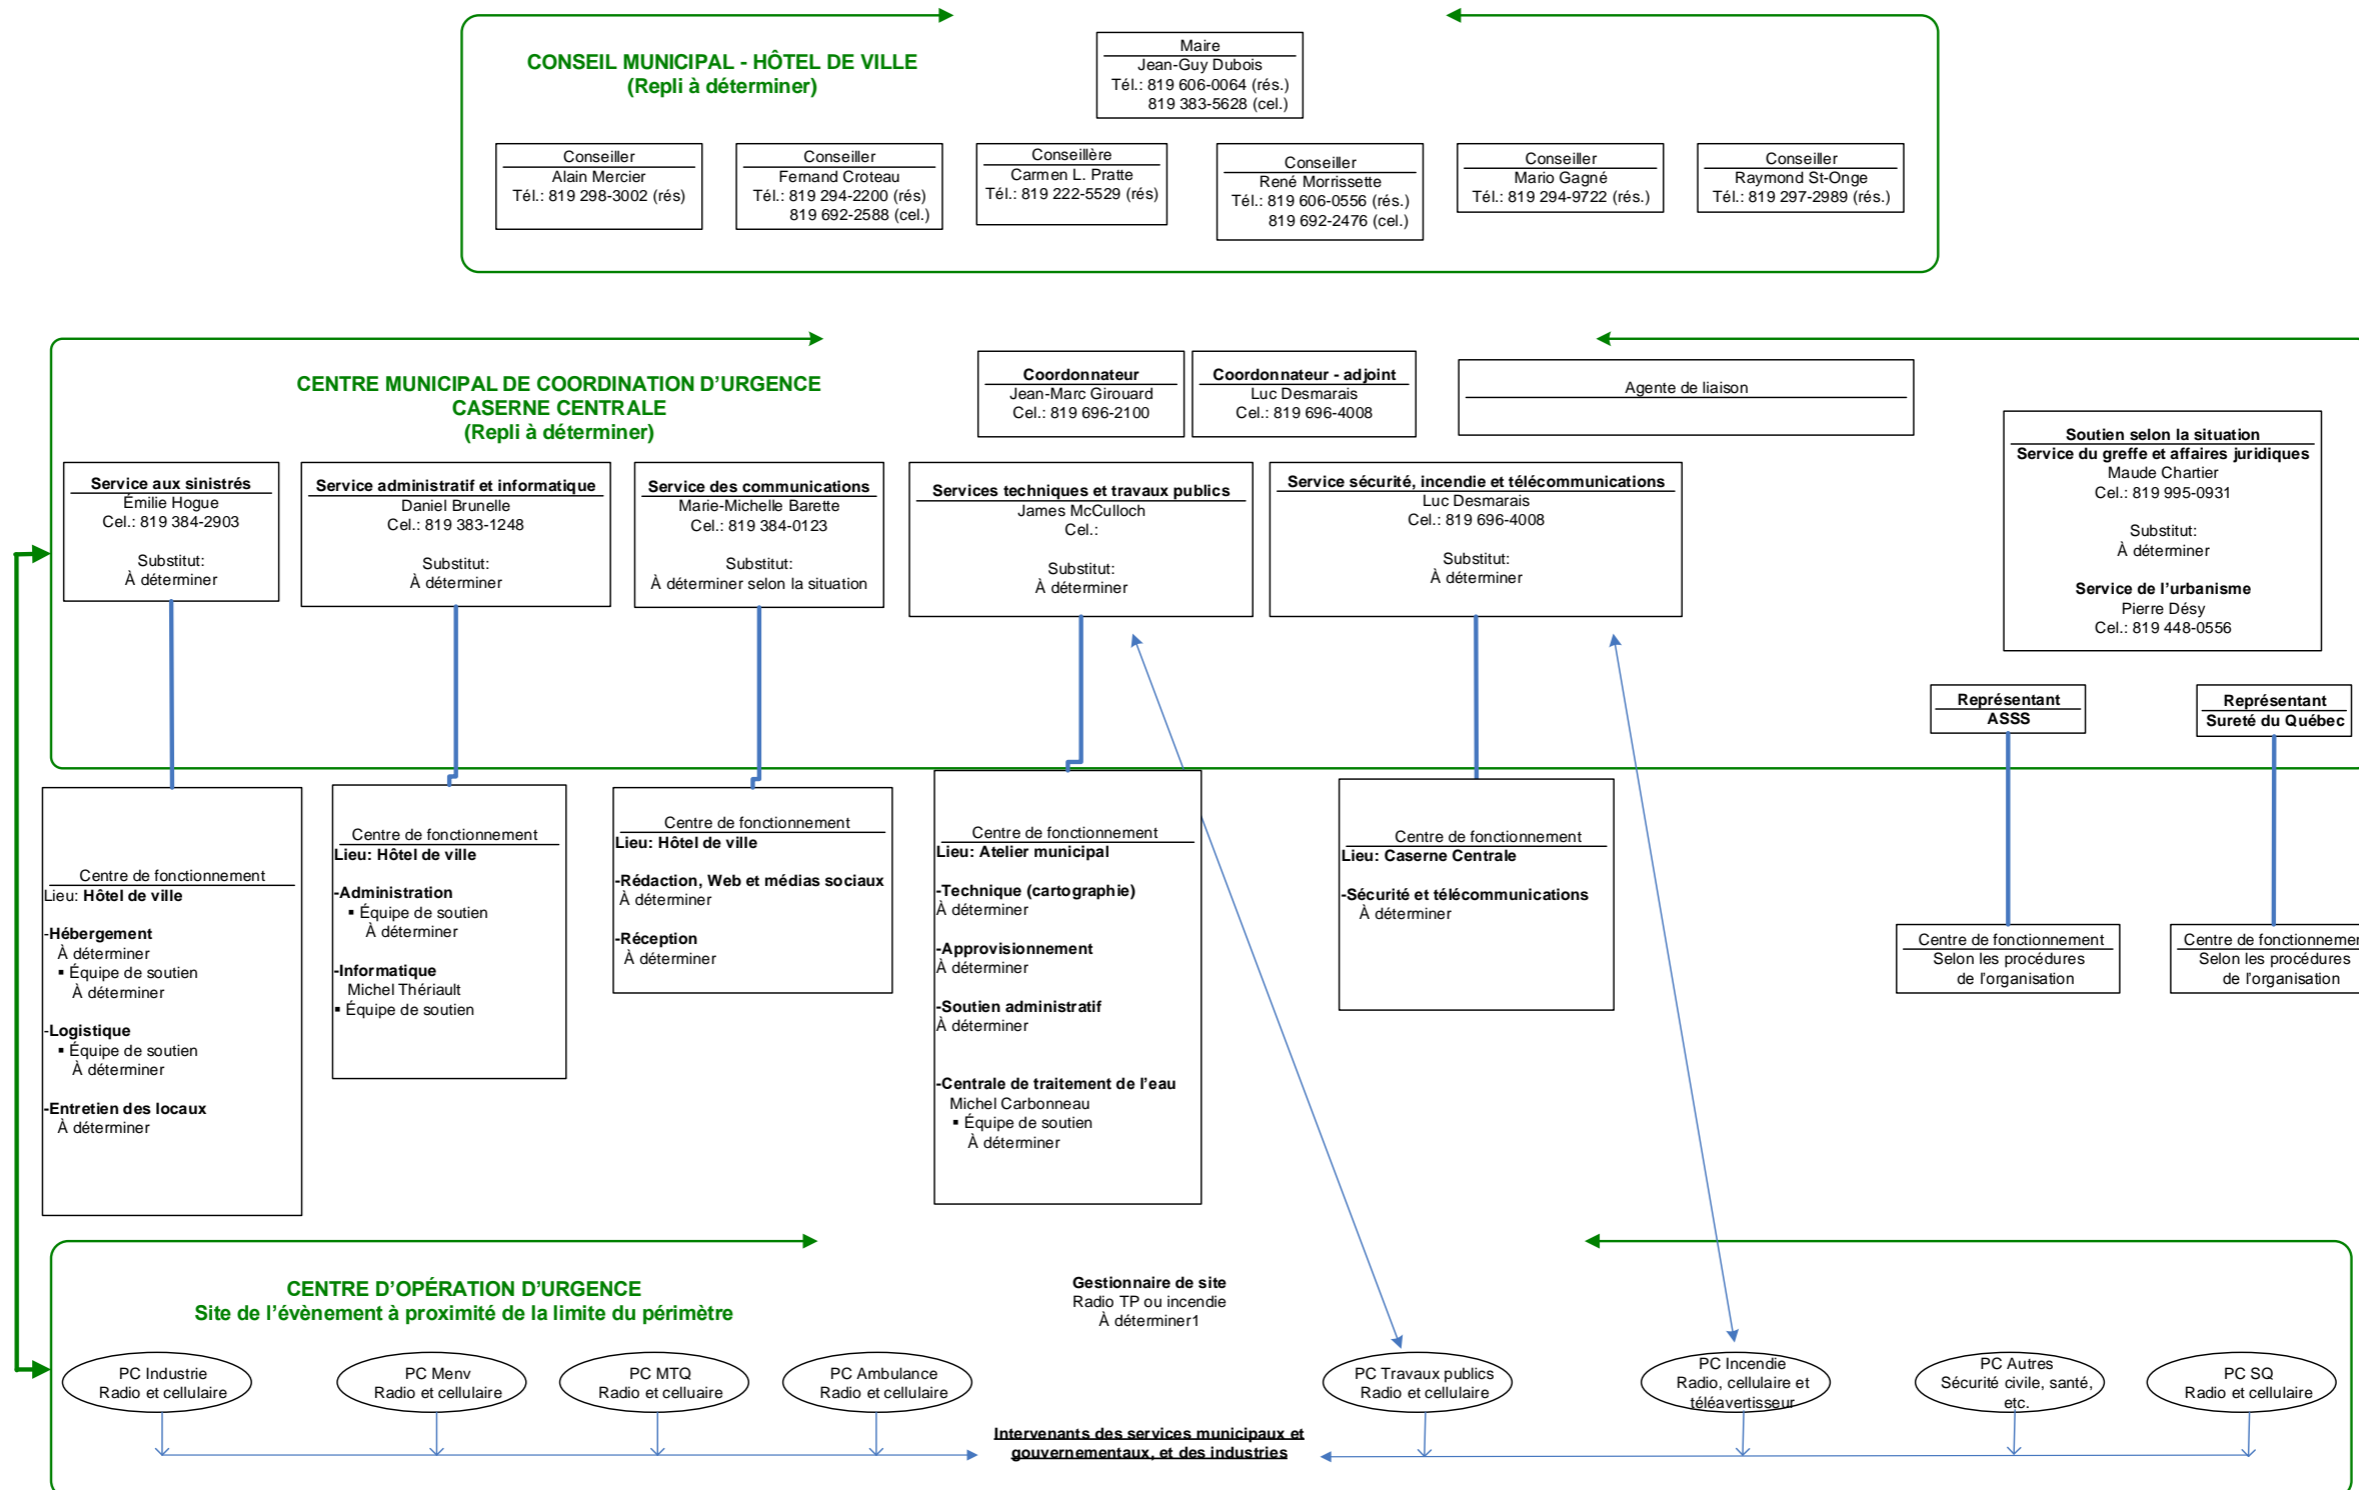 CONSEIL MUNICIPAL - HÔTEL DE VILLE
(Repli à déterminer)
Maire
Jean-Guy Dubois
Tél.: 819 606-0064 (rés.)
819 383-5628 (cel.)
Conseiller
Alain Mercier
Tél.: 819 298-3002 (rés)
Conseiller
Fernand Croteau
Tél.: 819 294-2200 (rés)
819 692-2588 (cel.)
Conseillère
Carmen L. Pratte
Tél.: 819 222-5529 (rés)
Conseiller
René Morrissette
Tél.: 819 606-0556 (rés.)
819 692-2476 (cel.)
Conseiller
Mario Gagné
Tél.: 819 294-9722 (rés.)
Conseiller
Raymond St-Onge
Tél.: 819 297-2989 (rés.)
CENTRE MUNICIPAL DE COORDINATION D’URGENCE
CASERNE CENTRALE
(Repli à déterminer)
Coordonnateur
Jean-Marc Girouard
Cel.: 819 696-2100
Coordonnateur - adjoint
Luc Desmarais
Cel.: 819 696-4008
Agente de liaison
Soutien selon la situation
Service du greffe et affaires juridiques
Maude Chartier
Cel.: 819 995-0931
Substitut:
À déterminer
Service de l’urbanisme
Pierre Désy
Cel.: 819 448-0556
Service aux sinistrés
Émilie Hogue
Cel.: 819 384-2903
Substitut:
À déterminer
Service administratif et informatique
Daniel Brunelle
Cel.: 819 383-1248
Substitut:
À déterminer
Service des communications
Marie-Michelle Barette
Cel.: 819 384-0123
Substitut:
À déterminer selon la situation
Services techniques et travaux publics
James McCulloch
Cel.:
Substitut:
À déterminer
Service sécurité, incendie et télécommunications
Luc Desmarais
Cel.: 819 696-4008
Substitut:
À déterminer
Représentant
ASSS
Représentant
Sureté du Québec
Centre de fonctionnement
Lieu: Hôtel de ville
-Hébergement
À déterminer
▪ Équipe de soutien
À déterminer
-Logistique
▪ Équipe de soutien
À déterminer
-Entretien des locaux
À déterminer
Centre de fonctionnement
Lieu: Hôtel de ville
-Administration
▪ Équipe de soutien
À déterminer
-Informatique
Michel Thériault
▪ Équipe de soutien
Centre de fonctionnement
Lieu: Hôtel de ville
-Rédaction, Web et médias sociaux
À déterminer
-Réception
À déterminer
Centre de fonctionnement
Lieu: Atelier municipal
-Technique (cartographie)
À déterminer
-Approvisionnement
À déterminer
-Soutien administratif
À déterminer
-Centrale de traitement de l’eau
Michel Carbonneau
▪ Équipe de soutien
À déterminer
Centre de fonctionnement
Lieu: Caserne Centrale
-Sécurité et télécommunications
À déterminer
Centre de fonctionnement
Selon les procédures
de l’organisation
Centre de fonctionnemen
Selon les procédures
de l’organisation
CENTRE D’OPÉRATION D’URGENCE
Site de l’évènement à proximité de la limite du périmètre
Gestionnaire de site
Radio TP ou incendie
À déterminer1
PC Industrie
Radio et cellulaire
PC Menv
Radio et cellulaire
PC MTQ
Radio et celluaire
PC Ambulance
Radio et cellulaire
PC Travaux publics
Radio et cellulaire
PC Incendie
Radio, cellulaire et
téléavertisseur
PC Autres
Sécurité civile, santé,
etc.
PC SQ
Radio et cellulaire
Intervenants des services municipaux et
gouvernementaux, et des industries